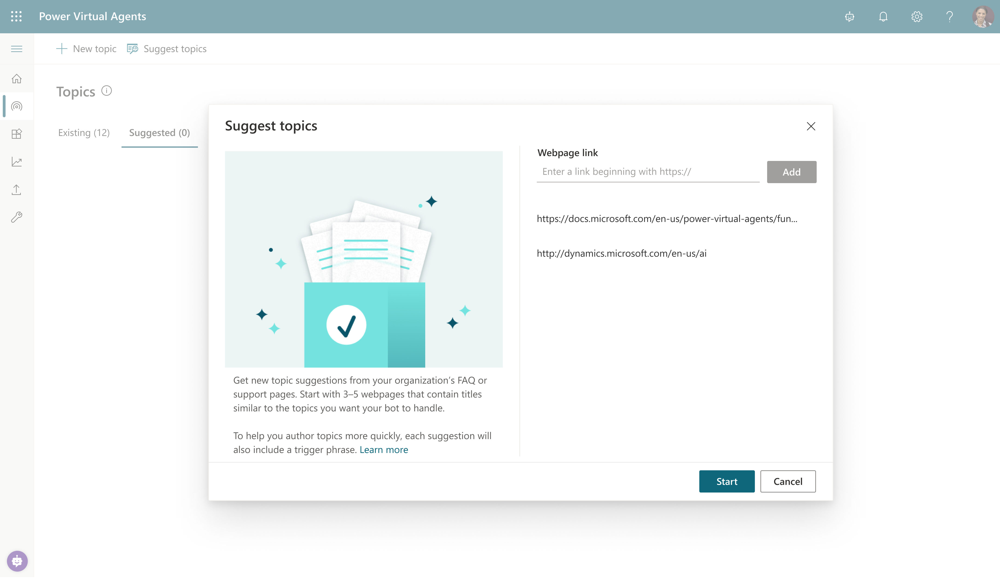 Power Virtual Agents
New topic
Suggest topics
Topics
Existing (12)
Suggested (0)
Suggest topics
Webpage link
Enter a link beginning with https://
Add
https://docs.microsoft.com/en-us/power-virtual-agents/fun...
http://dynamics.microsoft.com/en-us/ai
Get new topic suggestions from your organization’s FAQ or
support pages. Start with 3–5 webpages that contain titles
similar to the topics you want your bot to handle.
To help you author topics more quickly, each suggestion will
also include a trigger phrase. Learn more
Start
Cancel